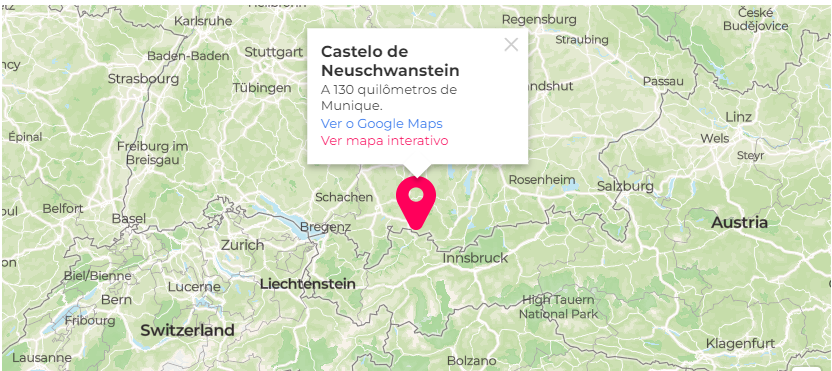 Heilbronn
Karlsruhe
Regensburg
České
Budějovice
Straubing
Baden-Baden
Stuttgart
Castelo de
Neuschwanstein
A 130 quilômetros de
Munique.
Ver o Google Maps
Ver mapa interativo
ncy
Strasbourg
Tübingen
ndshut
Passau
Linz
Wels
Steyr
Épinal
Freiburg im
Breisgau
Rosenheim
Salzburg
Schachen
oul
Belfort
Basel
Bregenz
Austria
Zurich
Innsbruck
on
Biel/Bienne
Lucerne
Liechtenstein
Bern
High Tauern
National Park
Fribourg
Switzerland
Klagenfurt
Lausanne
Bolzano